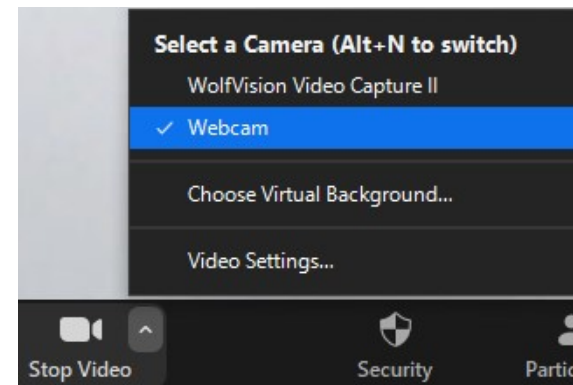 Select a Camera (Alt+N to switch)
WolfVision Video Capture II
Webcam
Choose Virtual Background...
Video Settings...
Stop Video
Security